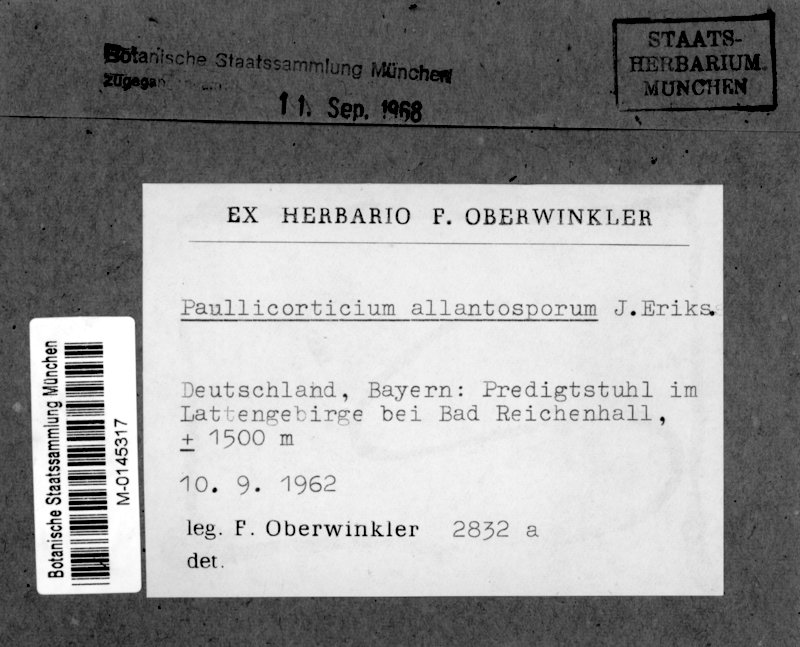 Botanische Staatssammlung München
11. Sep. 1968
STAATS-
HERBARIUM
MÜNCHEN
EX HERBARIO F. OBERWINKLER
Paullicorticium allantosporum J.Eriks.
Deutschland, Bayern: Predigtstuhl im
Lattengebirge bei Bad Reichenhall,
± 1500 m
10. 9. 1962
leg. F. Oberwinkler 2832 a
det.
Botanische Staatssammlung München
M-0145317